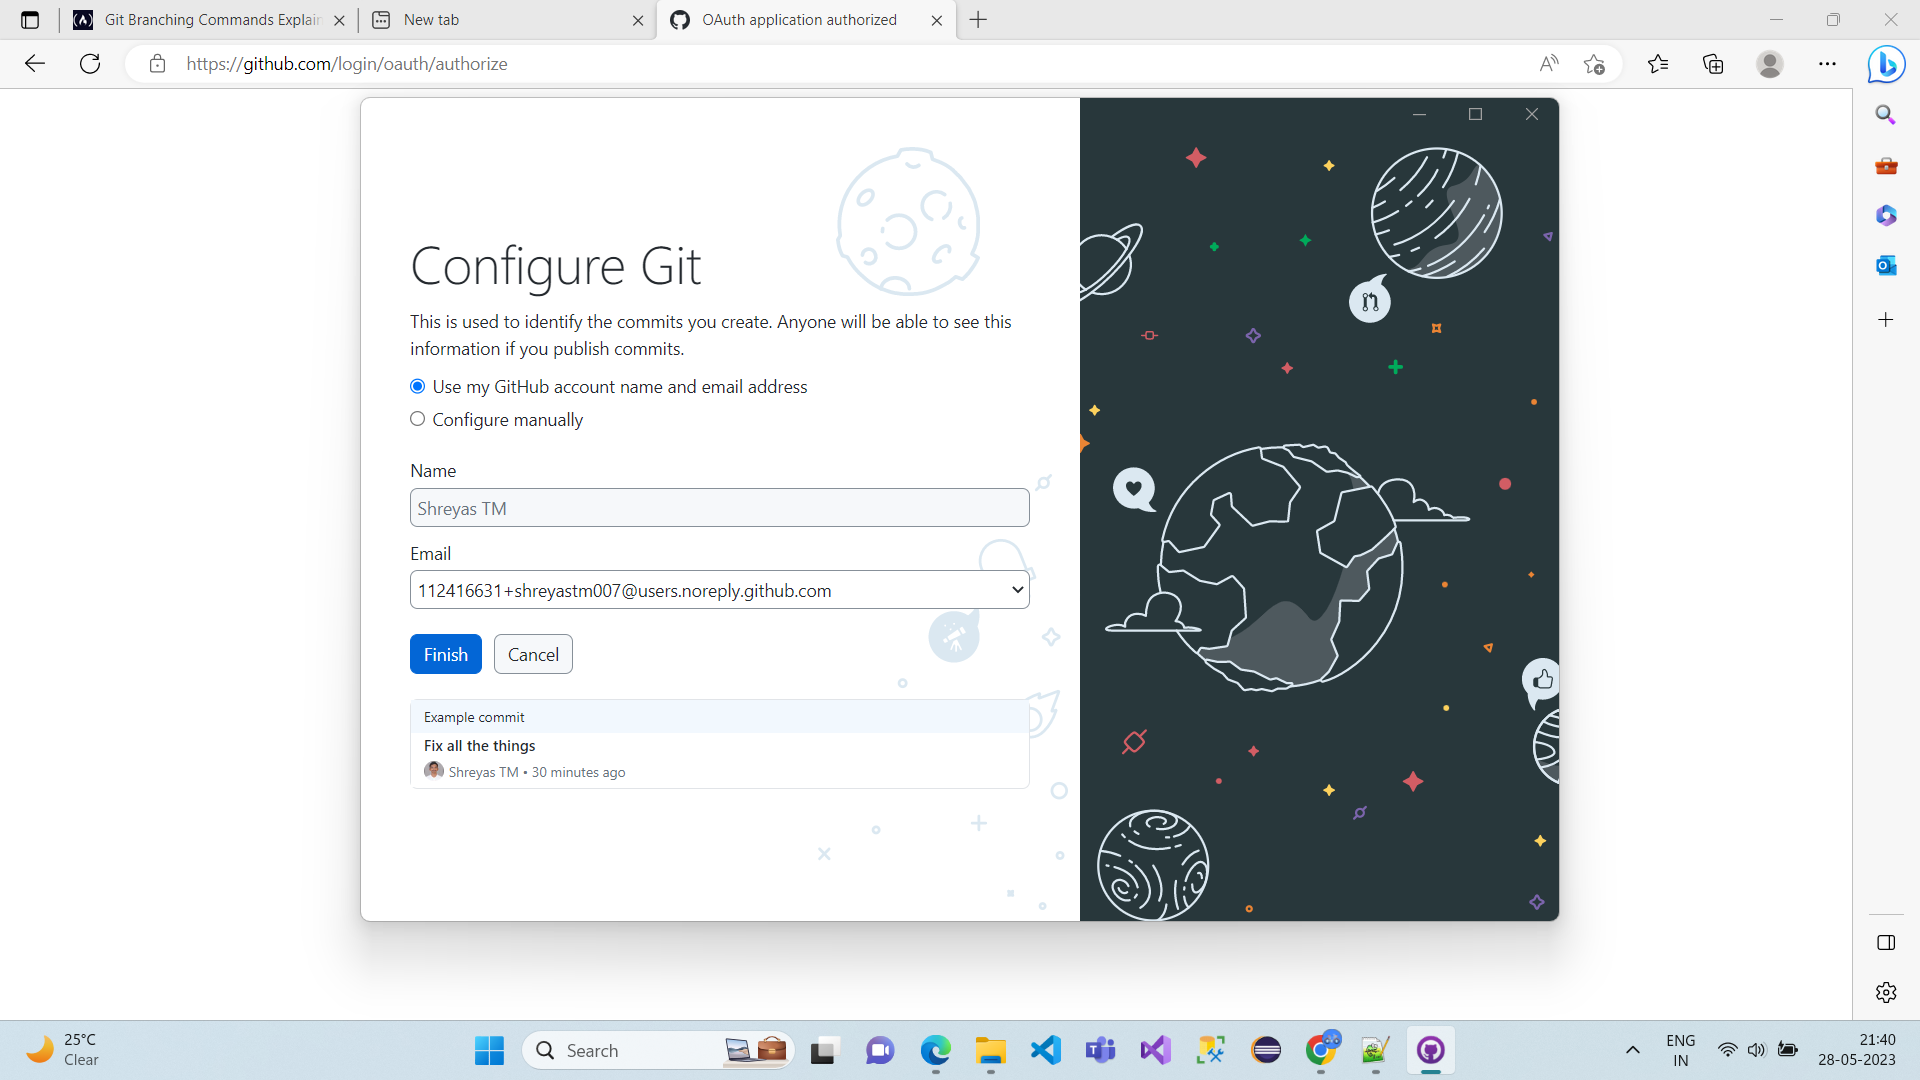 Git Branching Commands Explain
New tab
OAuth application authorized
https://github.com/login/oauth/authorize
Configure Git
This is used to identify the commits you create. Anyone will be able to see this
information if you publish commits.
Use my GitHub account name and email address
Configure manually
Name
Shreyas TM
Email
112416631+shreyastm007@users.noreply.github.com
Finish
Cancel
Example commit
Fix all the things
Shreyas TM • 30 minutes ago
25°C
Clear
Search
ENG
IN
21:40
28-05-2023